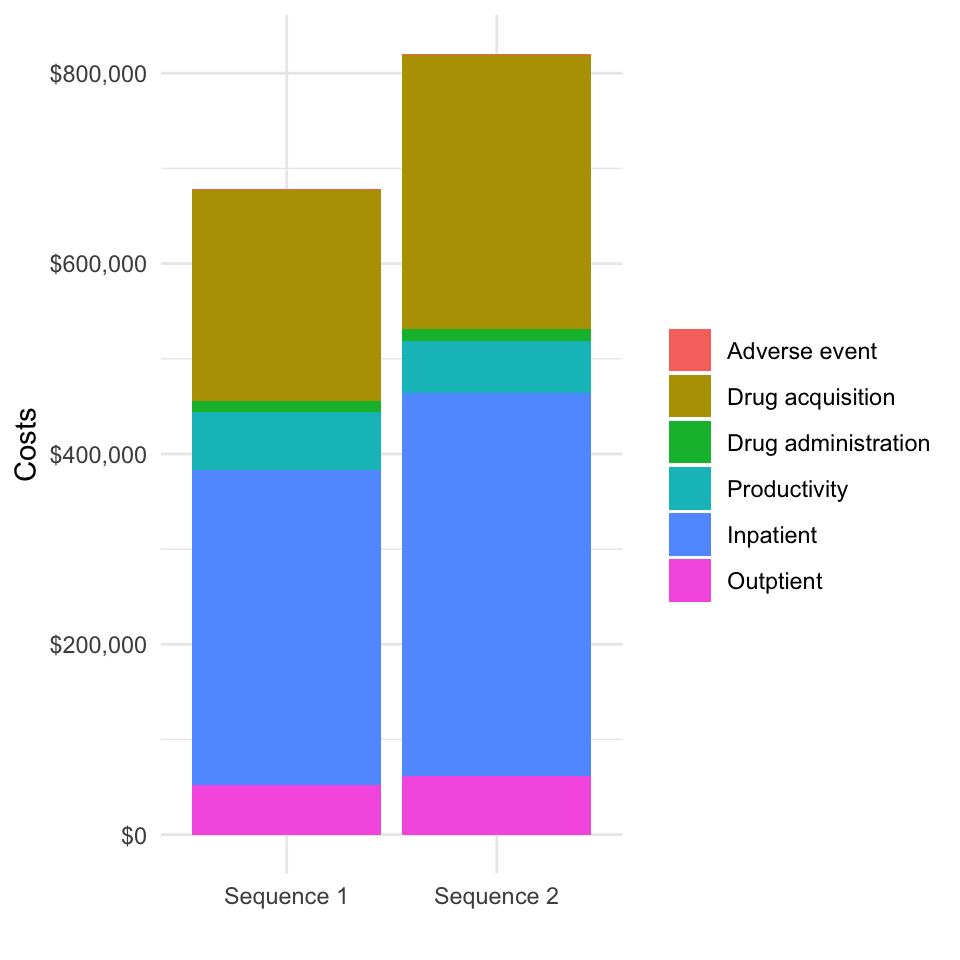 $800,000
$600,000
$400,000
$200,000
$0
Costs
Sequence 1
Sequence 2
Adverse event
Drug acquisition
Drug administration
Productivity
Inpatient
Outptient